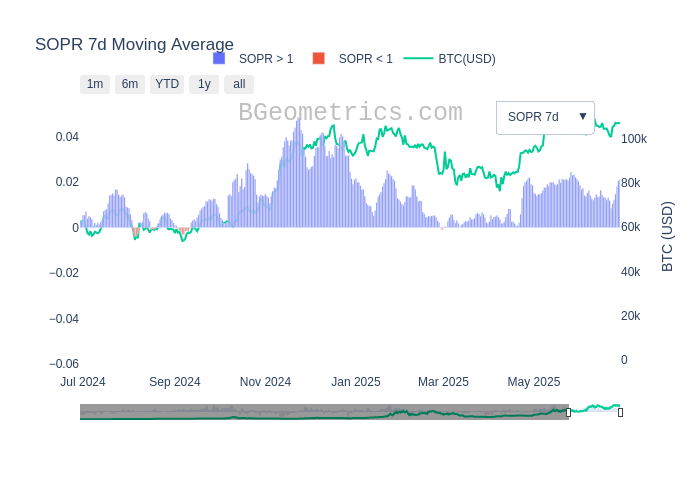 SOPR 7d Moving Average
SOPR > 1
SOPR < 1
BTC(USD)
1m
6m
YTD
1y
all
BGeometrics.com
SOPR 7d ▼
0.04
0.02
0
−0.02
−0.04
−0.06
100k
80k
60k
40k
20k
0
BTC (USD)
Jul 2024
Sep 2024
Nov 2024
Jan 2025
Mar 2025
May 2025